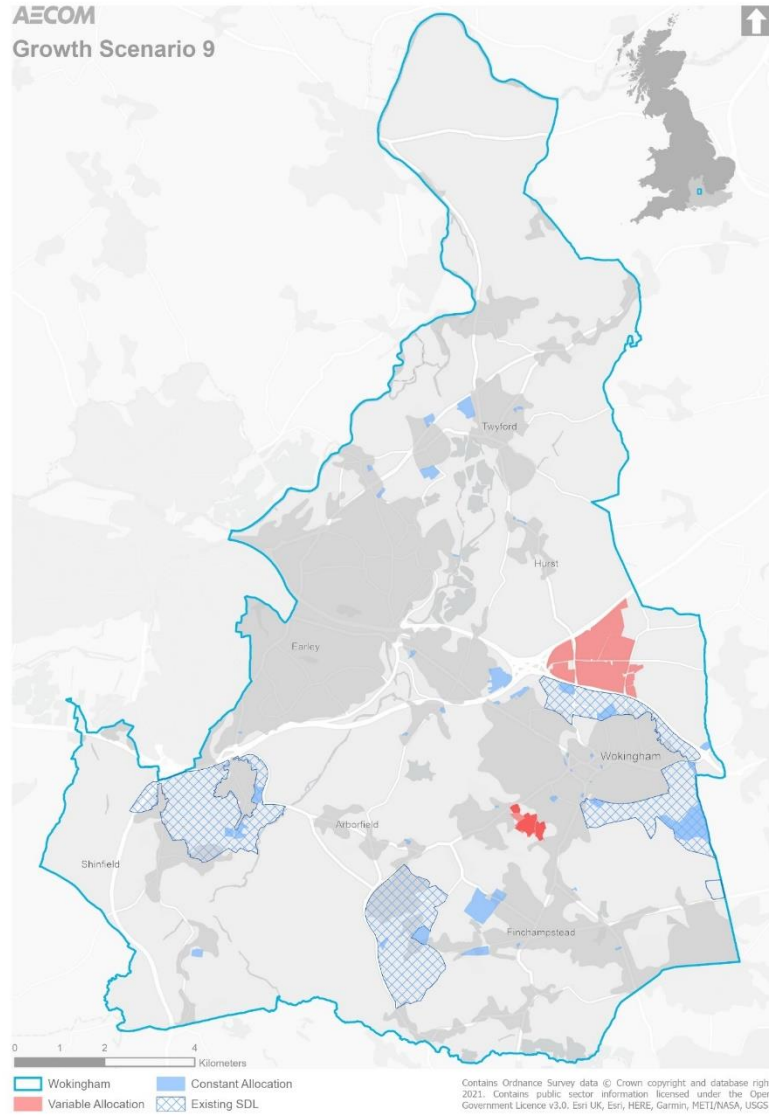 AECOM
Growth Scenario 9
Twyford
Hurst
Earley
Wokingham
Arborfield
Shinfield
Finchampstead
0 1 2 4
Kilometers
Wokingham
Constant Allocation
Variable Allocation
Existing SDL
Contains Ordnance Survey data © Crown copyright and database righ
2021. Contains public sector information licensed under the Oper
Government Licence v3.0. Esri UK, Esri, HERE, Garmin, METI/NASA, USGS